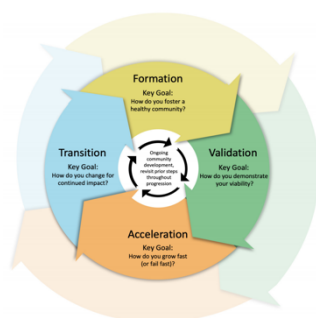 Formation
Key Goal:
How do you foster a
healthy community?
Transition
Key Goal:
How do you change for
continued impact?
Ongoing
community
development,
revisit prior steps
throughout
progression
Validation
Key Goal:
How do you demonstrate
your viability?
Acceleration
Key Goal:
How do you grow fast
(or fail fast)?